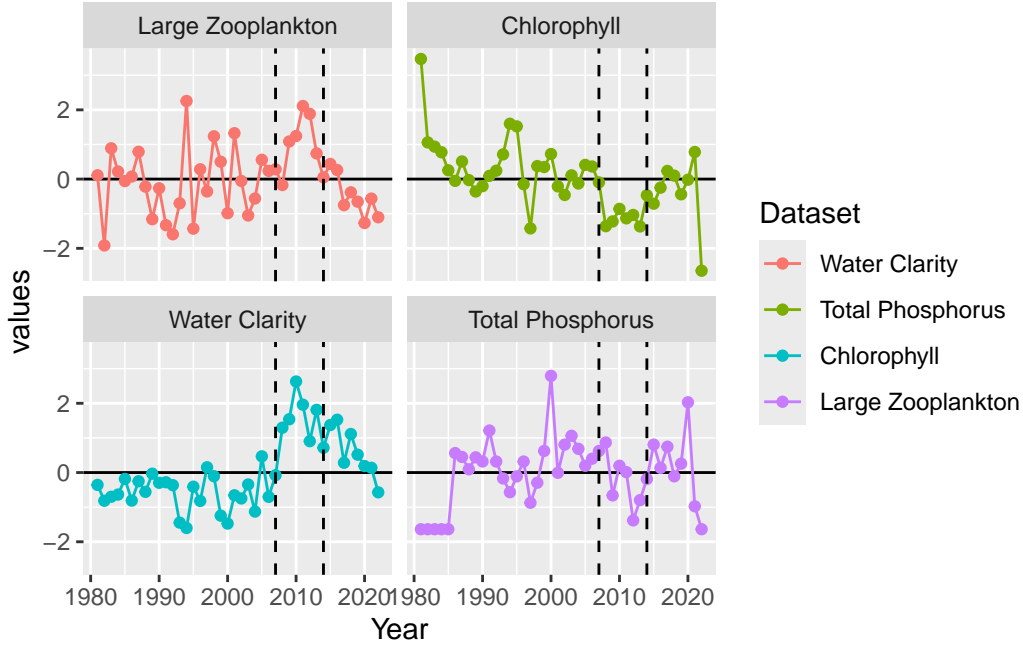 Large Zooplankton
Chlorophyll
2
0
−2
Water Clarity
Total Phosphorus
2
0
−2
1980
1990
2000
2010
2020
1980
1990
2000
2010
2020
Year
values
Dataset
Water Clarity
Total Phosphorus
Chlorophyll
Large Zooplankton